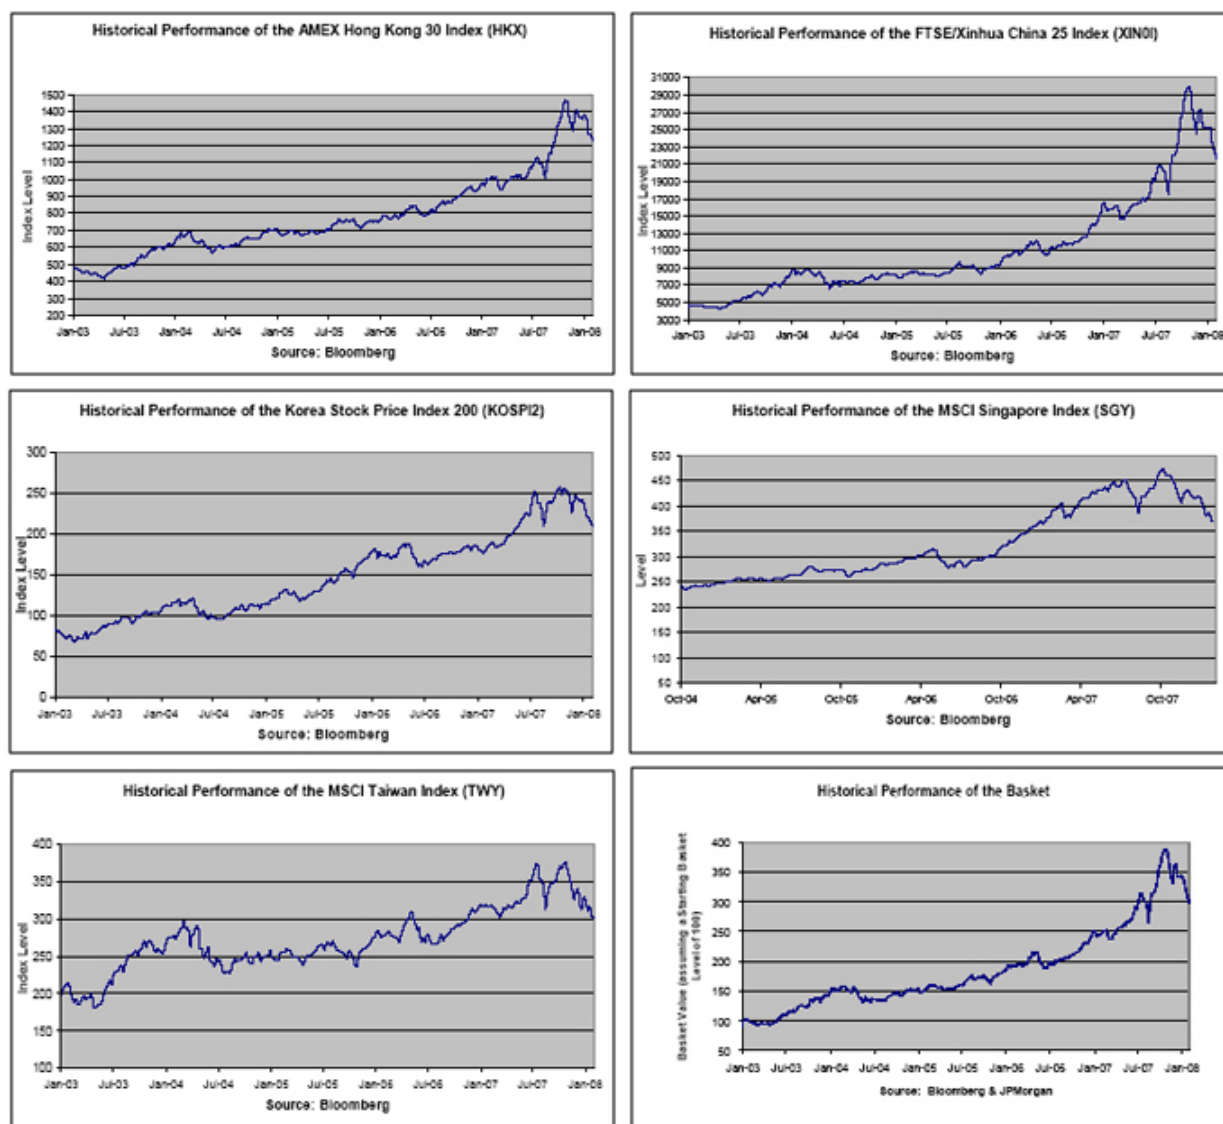 Historical Performance of the AMEX Hong Kong 30 Index (HKX)
Index Level
1500
1400
1300
1200
1100
1000
900
800
700
600
500
400
300
200
Jan-03 Jul-03 Jan-04 Jul-04 Jan-05 Jul-05 Jan-06 Jul-06 Jan-07 Jul-07 Jan-08
Source: Bloomberg
Historical Performance of the FTSE/Xinhua China 25 Index (XIN0I)
Index Level
31000
29000
27000
25000
23000
21000
19000
17000
15000
13000
11000
9000
7000
5000
3000
Jan-03 Jul-03 Jan-04 Jul-04 Jan-05 Jul-05 Jan-06 Jul-06 Jan-07 Jul-07 Jan-08
Source: Bloomberg
Historical Performance of the Korea Stock Price Index 200 (KOSPI2)
Index Level
300
250
200
150
100
50
0
Jan-03 Jul-03 Jan-04 Jul-04 Jan-05 Jul-05 Jan-06 Jul-06 Jan-07 Jul-07 Jan-08
Source: Bloomberg
Historical Performance of the MSCI Singapore Index (SGY)
Level
500
450
400
350
300
250
200
150
100
50
Oct-04 Apr-05 Oct-05 Apr-06 Oct-06 Apr-07 Oct-07
Source: Bloomberg
Historical Performance of the MSCI Taiwan Index (TWY)
Index Level
400
350
300
250
200
150
100
Jan-03 Jul-03 Jan-04 Jul-04 Jan-05 Jul-05 Jan-06 Jul-06 Jan-07 Jul-07 Jan-08
Source: Bloomberg
Historical Performance of the Basket
Basket Value (assuming a Starting Basket
Level of 100)
400
350
300
250
200
150
100
50
Jan-03 Jul-03 Jan-04 Jul-04 Jan-05 Jul-05 Jan-06 Jul-06 Jan-07 Jul-07 Jan-08
Source: Bloomberg & JPMorgan